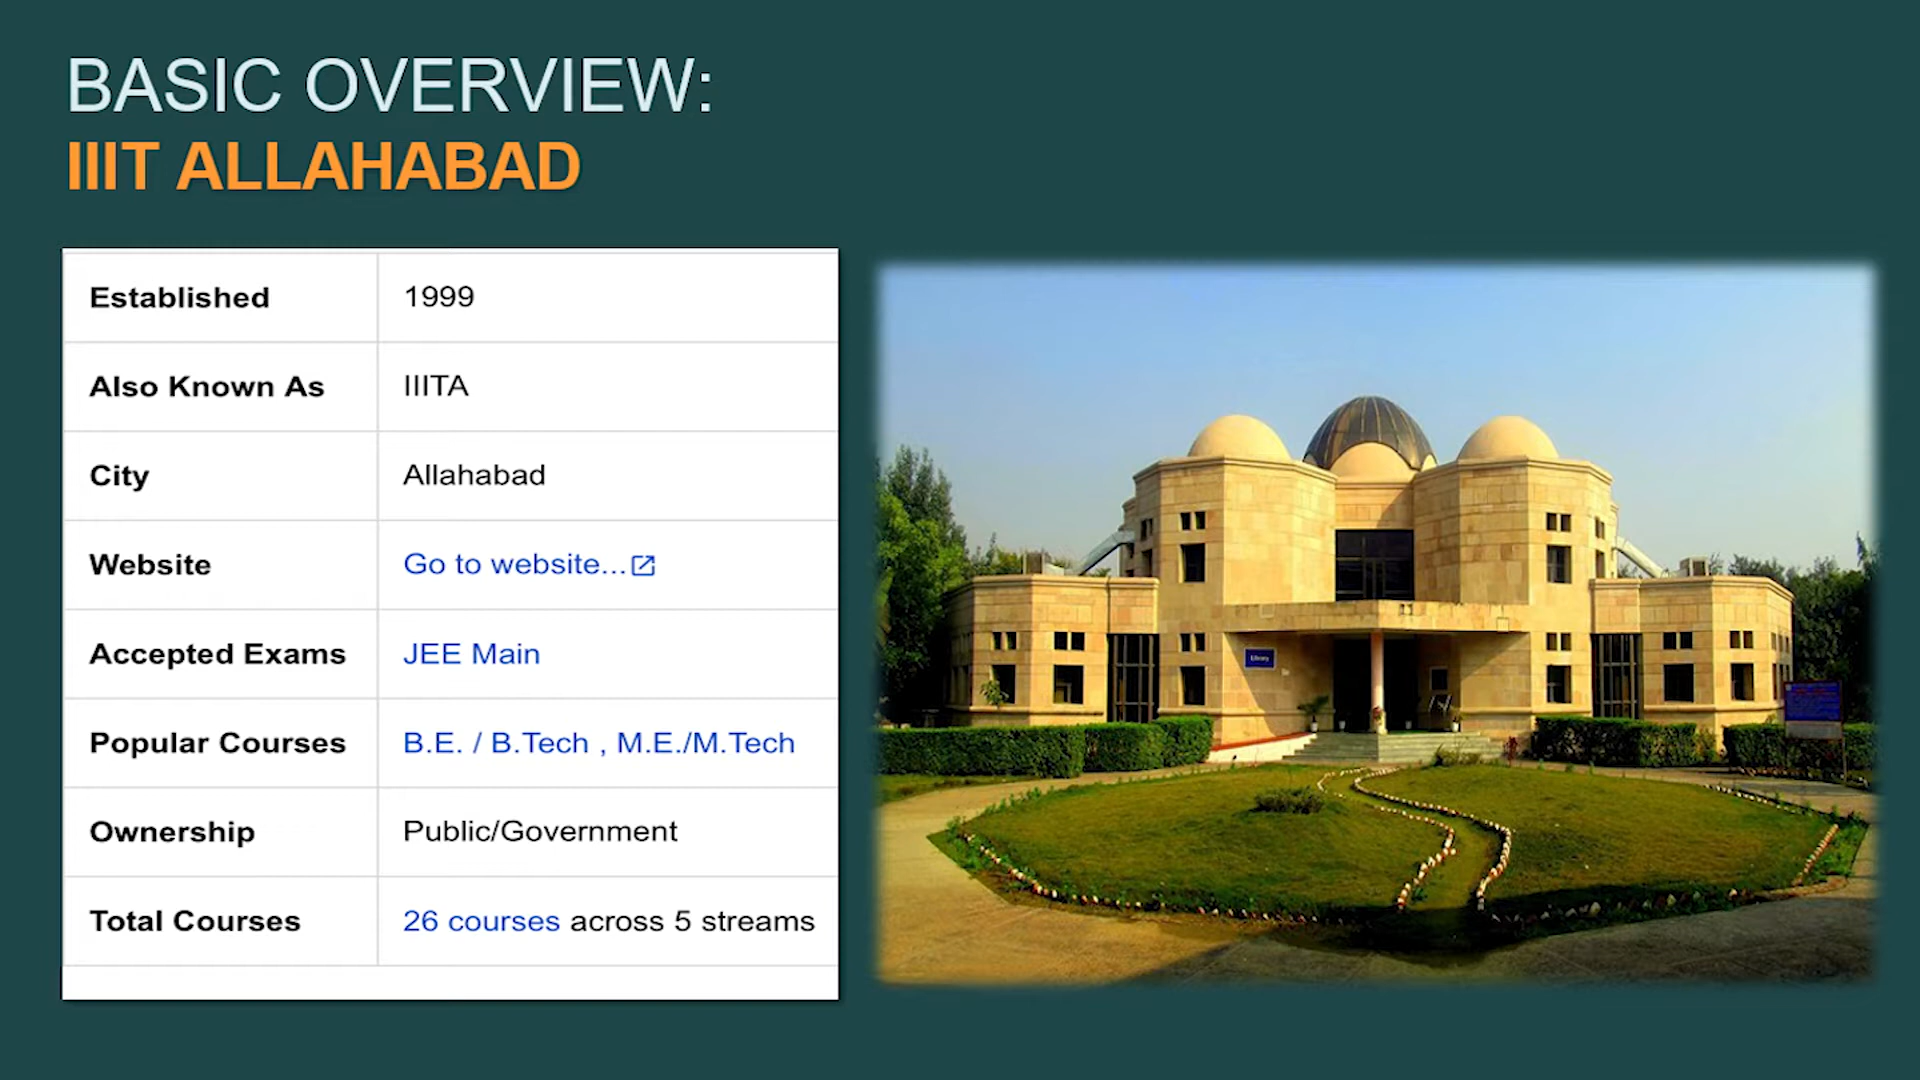 BASIC OVERVIEW:
IIIT ALLAHABAD
Established 1999
Also Known As IIITA
City Allahabad
Website Go to website...
Accepted Exams JEE Main
Popular Courses B.E. / B.Tech , M.E./M.Tech
Ownership Public/Government
Total Courses 26 courses across 5 streams
Library